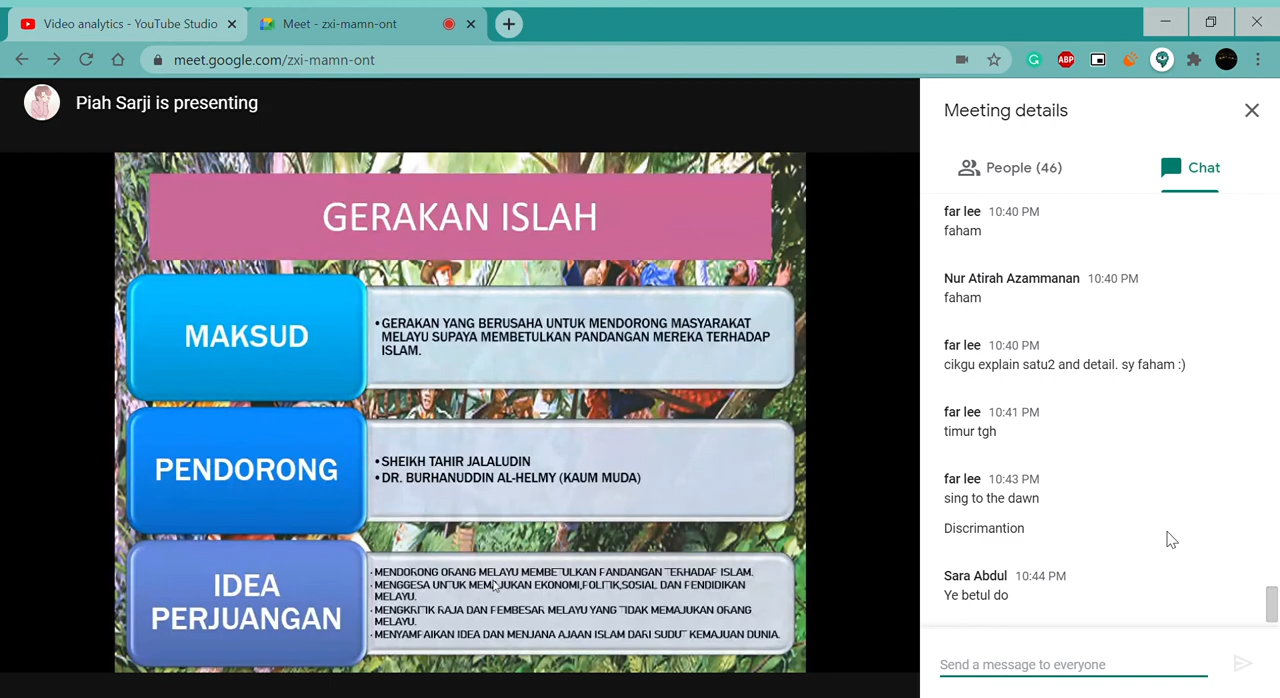 Video analytics - YouTube Studio
Meet - zxi-mamn-ont
meet.google.com/zxi-mamn-ont
ABP
Piah Sarji is presenting
GERAKAN ISLAH
MAKSUD
• GERAKAN YANG BERUSAHA UNTUK MENDORONG MASYARAKAT
MELAYU SUPAYA MEMBETULKAN PANDANGAN MEREKA TERHADAP
ISLAM.
PENDORONG
• SHEIKH TAHIR JALALUDIN
• DR. BURHANUDDIN AL-HELMY (KAUM MUDA)
IDEA
PERJUANGAN
• MENDORONG ORANG MELAYU MEMBETULKAN PANDANGAN TERHADAP ISLAM.
• MENGGESA UNTUK MEMAJUKAN EKONOMI,POLITIK,SOSIAL DAN PENDIDIKAN
MELAYU.
• MENGKRITIK RAJA DAN PEMBESAR MELAYU YANG TIDAK MEMAJUKAN ORANG
MELAYU.
• MENYAMPAIKAN IDEA DAN MENJANA AJAAN ISLAM DARI SUDUT KEMAJUAN DUNIA.
Meeting details
People (46)
Chat
far lee 10:40 PM
faham
Nur Atirah Azammanan 10:40 PM
faham
far lee 10:40 PM
cikgu explain satu2 and detail. sy faham :)
far lee 10:41 PM
timur tgh
far lee 10:43 PM
sing to the dawn
Discrimantion
Sara Abdul 10:44 PM
Ye betul do
Send a message to everyone